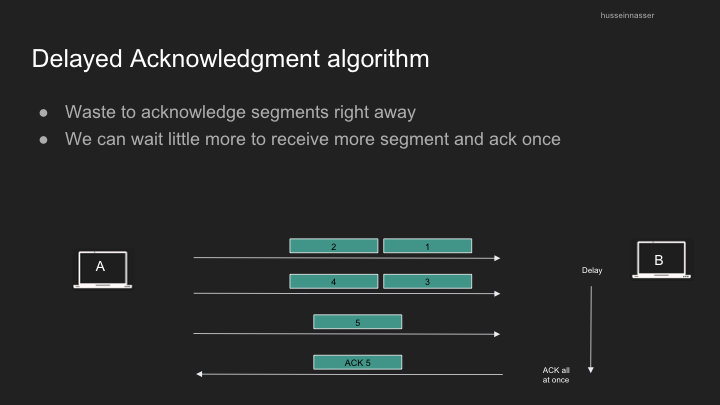 husseinnasser
Delayed Acknowledgment algorithm
● Waste to acknowledge segments right away
● We can wait little more to receive more segment and ack once
2 1
A
B
Delay
4 3
5
ACK 5
ACK all
at once